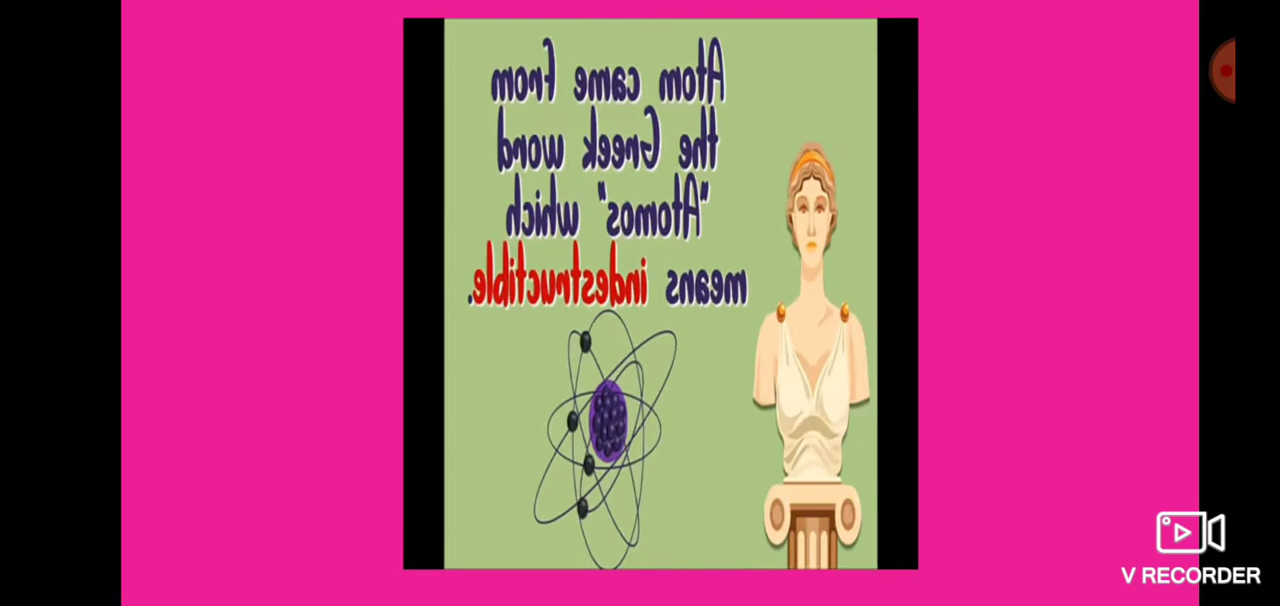 Atom came from
the Greek word
"Atomos" which
means indestructible.
V RECORDER